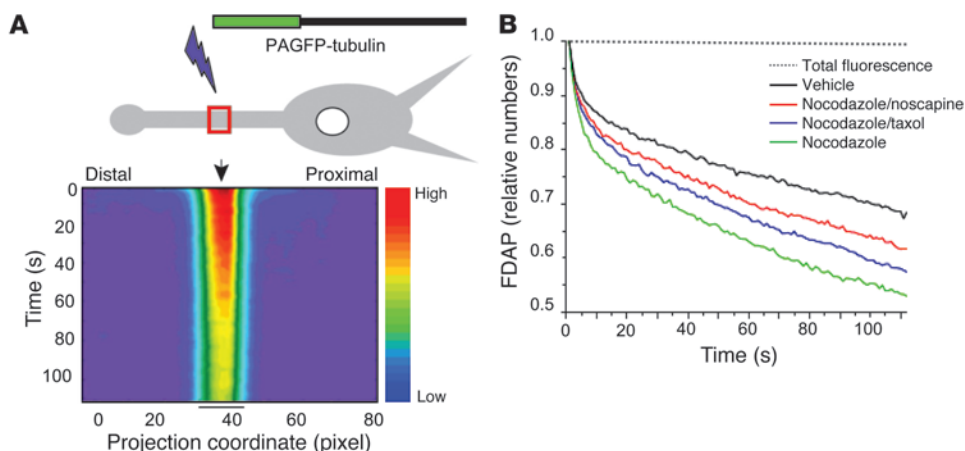 A
PAGFP-tubulin
Distal
Proximal
High
Low
Time (s)
0
20
40
60
80
100
0
20
40
60
80
Projection coordinate (pixel)
B
FDAP (relative numbers)
1.0
0.9
0.8
0.7
0.6
0.5
Total fluorescence
Vehicle
Nocodazole/noscapine
Nocodazole/taxol
Nocodazole
0
20
40
60
80
100
Time (s)